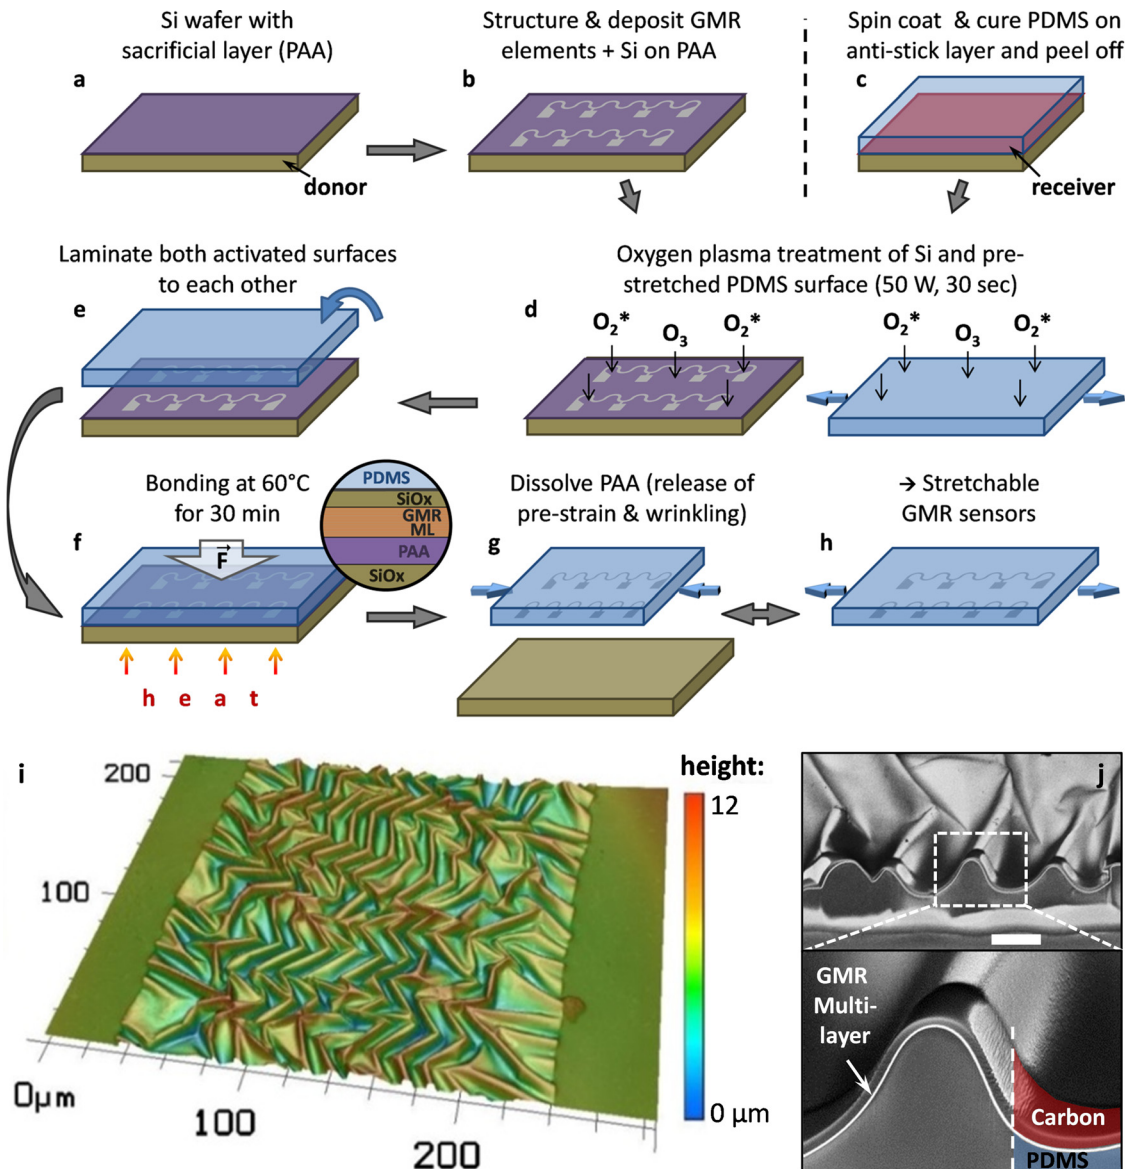 Si wafer with
sacrificial layer (PAA)
a
donor
Structure & deposit GMR
elements + Si on PAA
b
Spin coat & cure PDMS on
anti-stick layer and peel off
c
receiver
Laminate both activated surfaces
to each other
e
Oxygen plasma treatment of Si and pre-
stretched PDMS surface (50 W, 30 sec)
d
O2* O3 O2*
O2* O3 O2*
Bonding at 60°C
for 30 min
f
F
h e a t
PDMS
SiOx
GMR
ML
PAA
SiOx
Dissolve PAA (release of
pre-strain & wrinkling)
g
→ Stretchable
GMR sensors
h
i
200
100
0µm
100
200
height:
12
0 µm
j
GMR
Multi-
layer
Carbon
PDMS